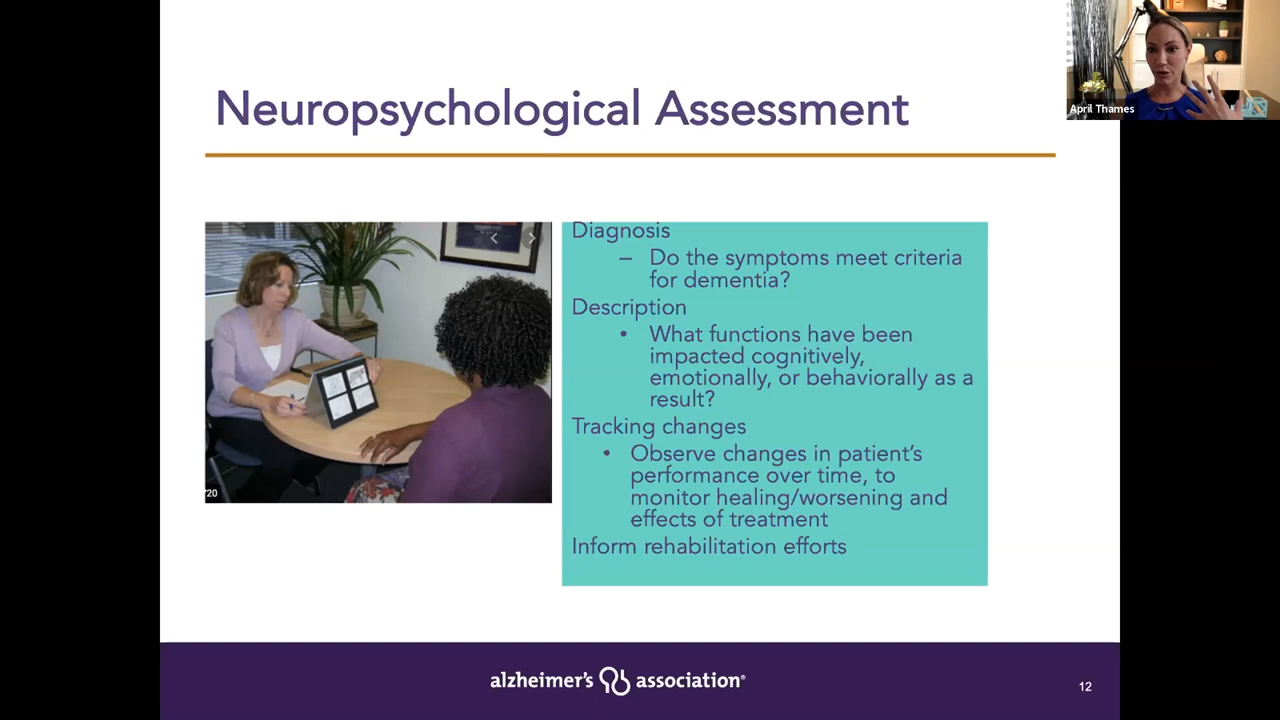 Neuropsychological Assessment
April Thames
Diagnosis
– Do the symptoms meet criteria
for dementia?
Description
• What functions have been
impacted cognitively,
emotionally, or behaviorally as a
result?
Tracking changes
• Observe changes in patient’s
performance over time, to
monitor healing/worsening and
effects of treatment
Inform rehabilitation efforts
'20
alzheimer's association®
12